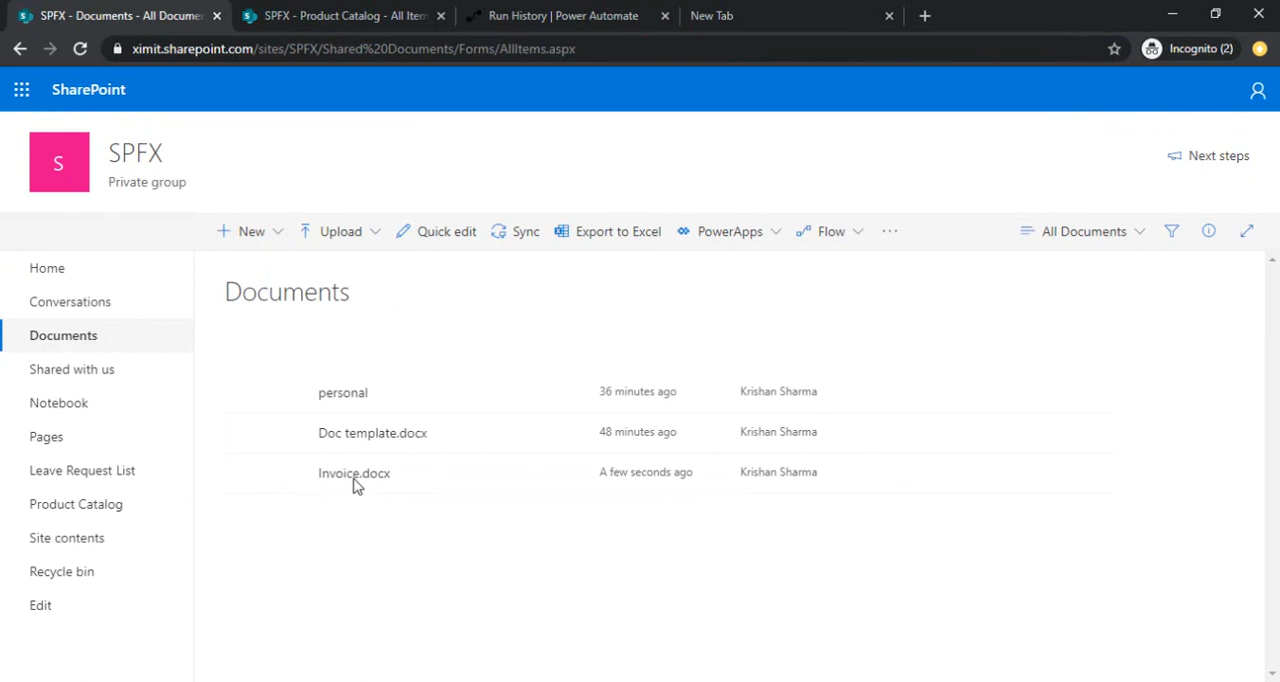 SPFX - Documents - All Docume
SPFX - Product Catalog - All Iter
Run History | Power Automate
New Tab
ximit.sharepoint.com/sites/SPFX/Shared%20Documents/Forms/AllItems.aspx
Incognito (2)
SharePoint
S
SPFX
Private group
Next steps
New
Upload
Quick edit
Sync
Export to Excel
PowerApps
Flow
All Documents
Home
Conversations
Documents
Shared with us
Notebook
Pages
Leave Request List
Product Catalog
Site contents
Recycle bin
Edit
Documents
personal 36 minutes ago Krishan Sharma
Doc template.docx 48 minutes ago Krishan Sharma
Invoice.docx A few seconds ago Krishan Sharma